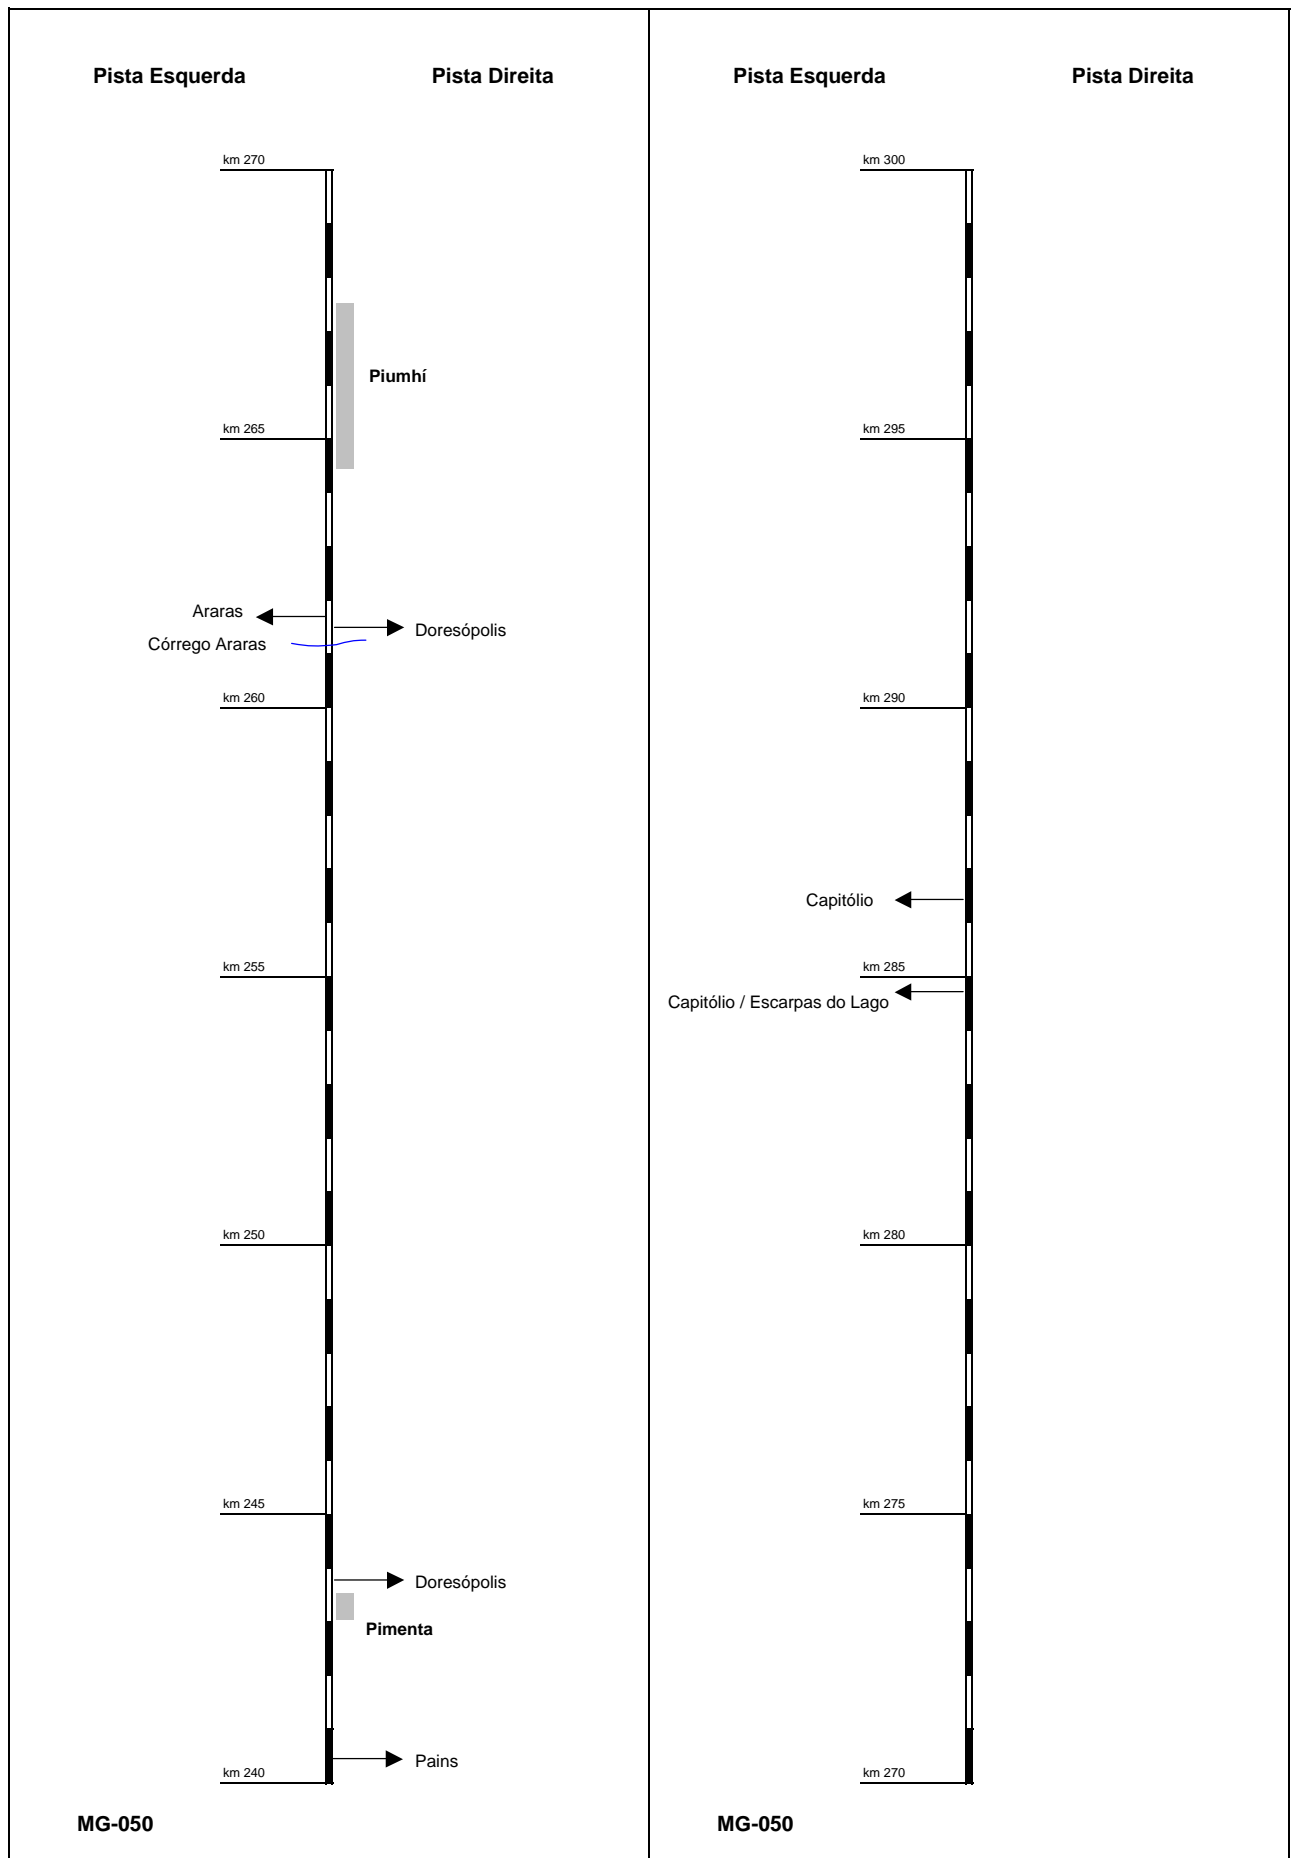 Pista Esquerda
Pista Direita
km 270
Piumhí
km 265
Araras
Doresópolis
Córrego Araras
km 260
km 255
km 250
km 245
Doresópolis
Pimenta
Pains
km 240
MG-050
Pista Esquerda
Pista Direita
km 300
km 295
km 290
Capitólio
km 285
Capitólio / Escarpas do Lago
km 280
km 275
km 270
MG-050